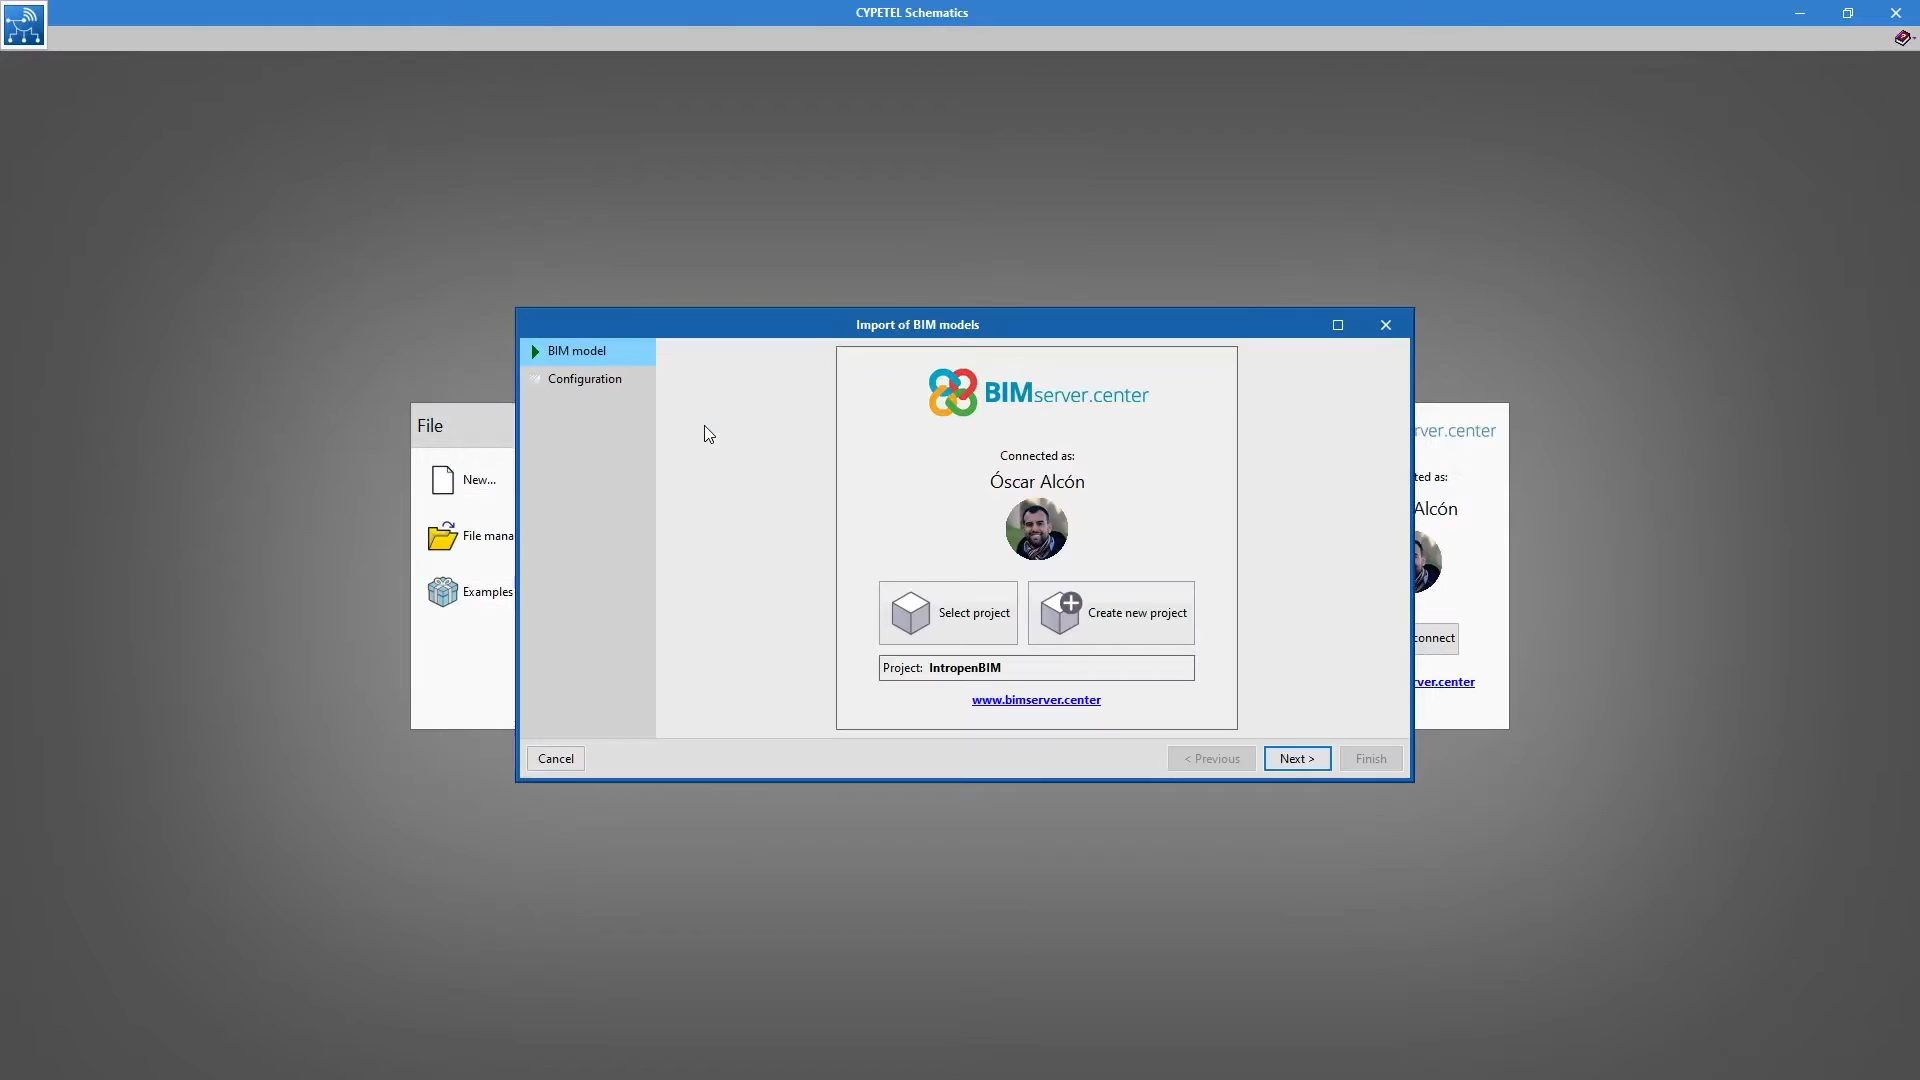 CYPETEL Schematics
Import of BIM models
BIM model
Configuration
BIMserver.center
Connected as:
Óscar Alcón
Select project
Create new project
Project: IntropenBIM
www.bimserver.center
Cancel
< Previous
Next >
Finish
File
New...
File mana
Examples
rver.center
ted as:
Alcón
connect
rver.center